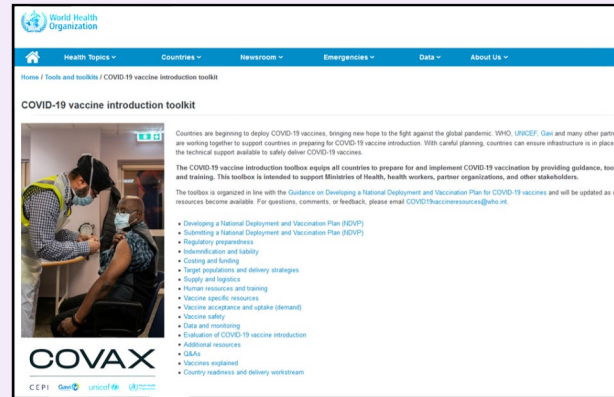 World Health
Organization
Health Topics
Countries
Newsroom
Emergencies
Data
About Us
Home / Tools and toolkits / COVID-19 vaccine introduction toolkit
COVID-19 vaccine introduction toolkit
Countries are beginning to deploy COVID-19 vaccines, bringing new hope to the fight against the global pandemic. WHO, UNICEF, Gavi and many other partn
are working together to support countries in preparing for COVID-19 vaccine introduction. With careful planning, countries can ensure infrastructure is in place
the technical support available to safely deliver COVID-19 vaccines.
The COVID-19 vaccine introduction toolbox equips all countries to prepare for and implement COVID-19 vaccination by providing guidance, too
and training. This toolbox is intended to support Ministries of Health, health workers, partner organizations, and other stakeholders.
The toolbox is organized in line with the Guidance on Developing a National Deployment and Vaccination Plan for COVID-19 vaccines and will be updated as
resources become available. For questions, comments, or feedback, please email COVID19vaccineresources@who.int.
• Developing a National Deployment and Vaccination Plan (NDVP)
• Submitting a National Deployment and Vaccination Plan (NDVP)
• Regulatory preparedness
• Indemnification and liability
• Costing and funding
• Target populations and delivery strategies
• Supply and logistics
• Human resources and training
• Vaccine specific resources
• Vaccine acceptance and uptake (demand)
• Vaccine safety
• Data and monitoring
• Evaluation of COVID-19 vaccine introduction
• Additional resources
• Q&As
• Vaccines explained
• Country readiness and delivery workstream
COVAX
CEPI Gavi unicef World Health Organization